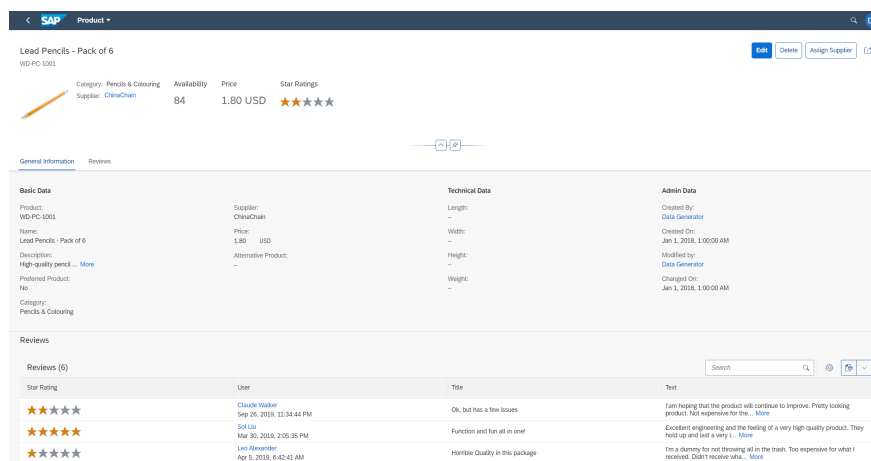 SAP Product
Lead Pencils - Pack of 6
WD-PC-1001
Edit Delete Assign Supplier
Category: Pencils & Colouring
Supplier: ChinaChain
Availability
84
Price
1.80 USD
Star Ratings
General Information Reviews
Basic Data
Product:
WD-PC-1001
Name:
Lead Pencils - Pack of 6
Description:
High-quality pencil ... More
Preferred Product:
No
Category:
Pencils & Colouring
Supplier:
ChinaChain
Price:
1.80 USD
Alternative Product:
–
Technical Data
Length:
–
Width:
–
Height:
–
Weight:
–
Admin Data
Created By:
Data Generator
Created On:
Jan 1, 2018, 1:00:00 AM
Modified by:
Data Generator
Changed On:
Jan 1, 2018, 1:00:00 AM
Reviews
Reviews (6)
Search
Star Rating User Title Text
Claude Walker
Sep 26, 2019, 11:34:44 PM
Ok, but has a few issues
I'am hoping that the product will continue to improve. Pretty looking
product. Not expensive for the... More
Sol Liu
Mar 30, 2019, 2:05:35 PM
Function and fun all in one!
Excellent engineering and the feeling of a very high quality product. They
hold up and last a very l... More
Leo Alexander
Apr 5, 2019, 6:42:41 AM
Horrible Quality in this package
I'm a dummy for not throwing all in the trash. Too expensive for what I
received. Didn't receive wha... More